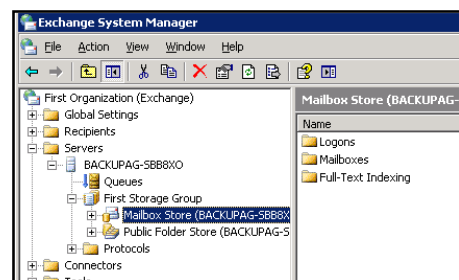 Exchange System Manager
File Action View Window Help
First Organization (Exchange)
Global Settings
Recipients
Servers
BACKUPAG-SBB8XO
Queues
First Storage Group
Mailbox Store (BACKUPAG-SBB8X
Public Folder Store (BACKUPAG-S
Protocols
Connectors
Tools
Mailbox Store (BACKUPAG-
Name
Logons
Mailboxes
Full-Text Indexing